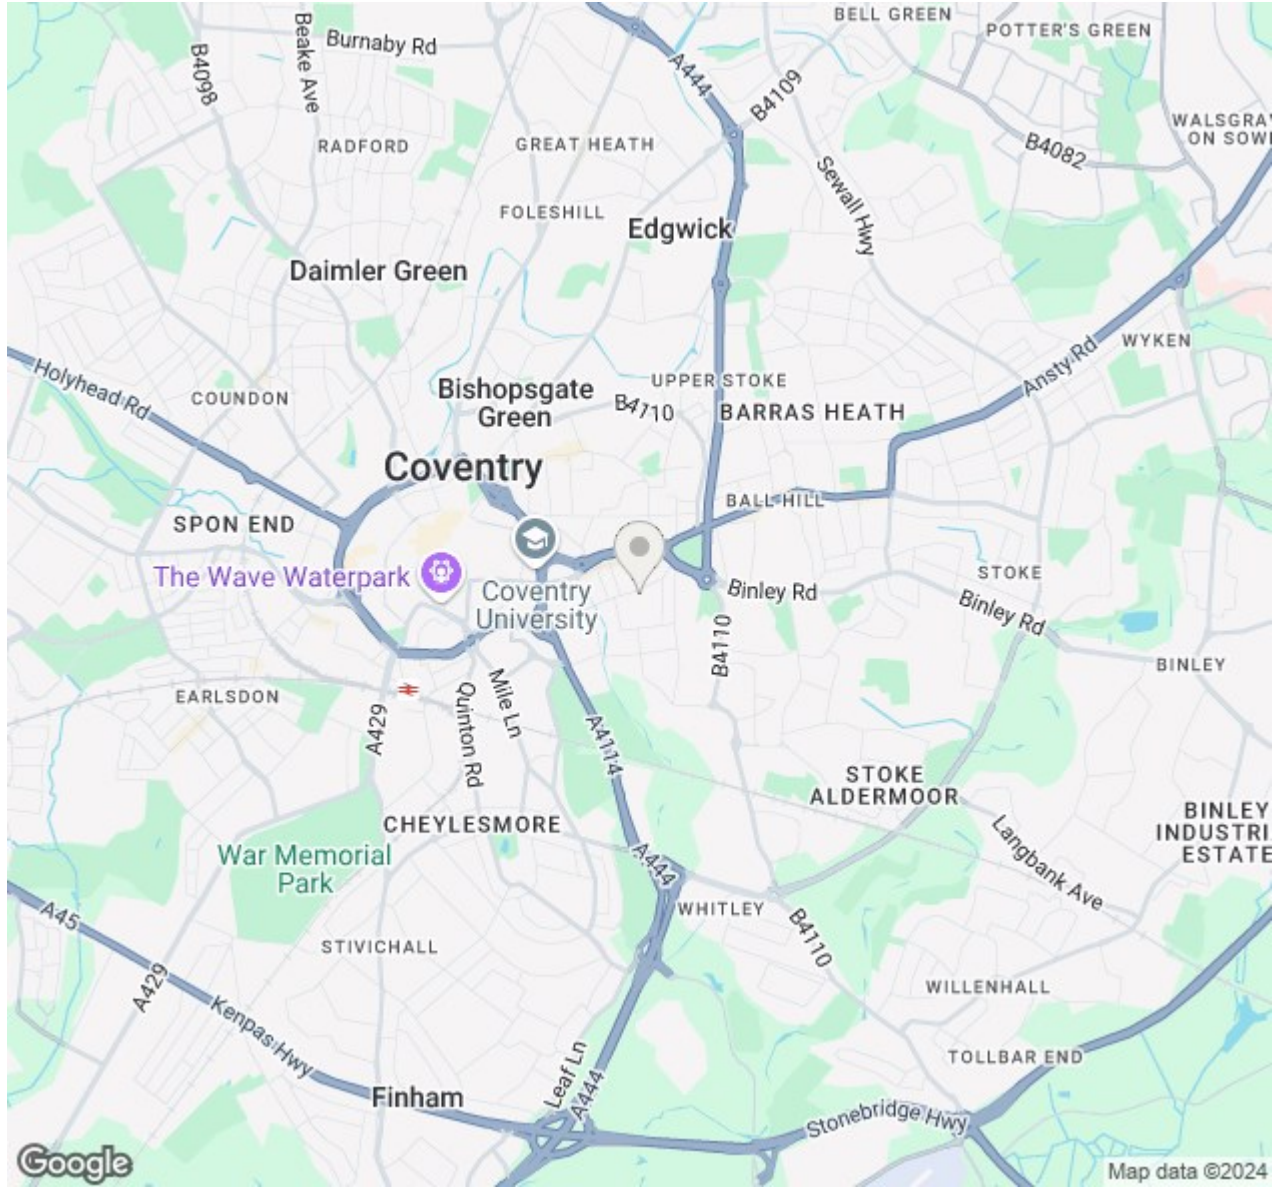 BELL GREEN
POTTER'S GREEN
Burnaby Rd
Beake Ave
B4098
A444
B4109
WALSGRA
ON SOW
RADFORD
GREAT HEATH
B4082
Sewall Hwy
FOLESHILL
Edgwick
Daimler Green
WYKEN
Ansty Rd
Holyhead Rd
COUNDON
Bishopsgate
Green
UPPER STOKE
B4110
BARRAS HEATH
Coventry
BALL HILL
SPON END
The Wave Waterpark
Coventry
University
STOKE
Binley Rd
Binley Rd
B4110
BINLEY
EARLSDON
A429
Quinton Rd
Mile Ln
A4114
STOKE
ALDERMOOR
CHEYLESMORE
BINLEY
INDUSTRI
ESTATE
Langbank Ave
War Memorial
Park
A444
WHITLEY
B4110
A45
STIVICHALL
A429
WILLENHALL
Kenpas Hwy
TOLLBAR END
Leaf Ln
A444
Finham
Stonebridge Hwy
Google
Map data ©2024